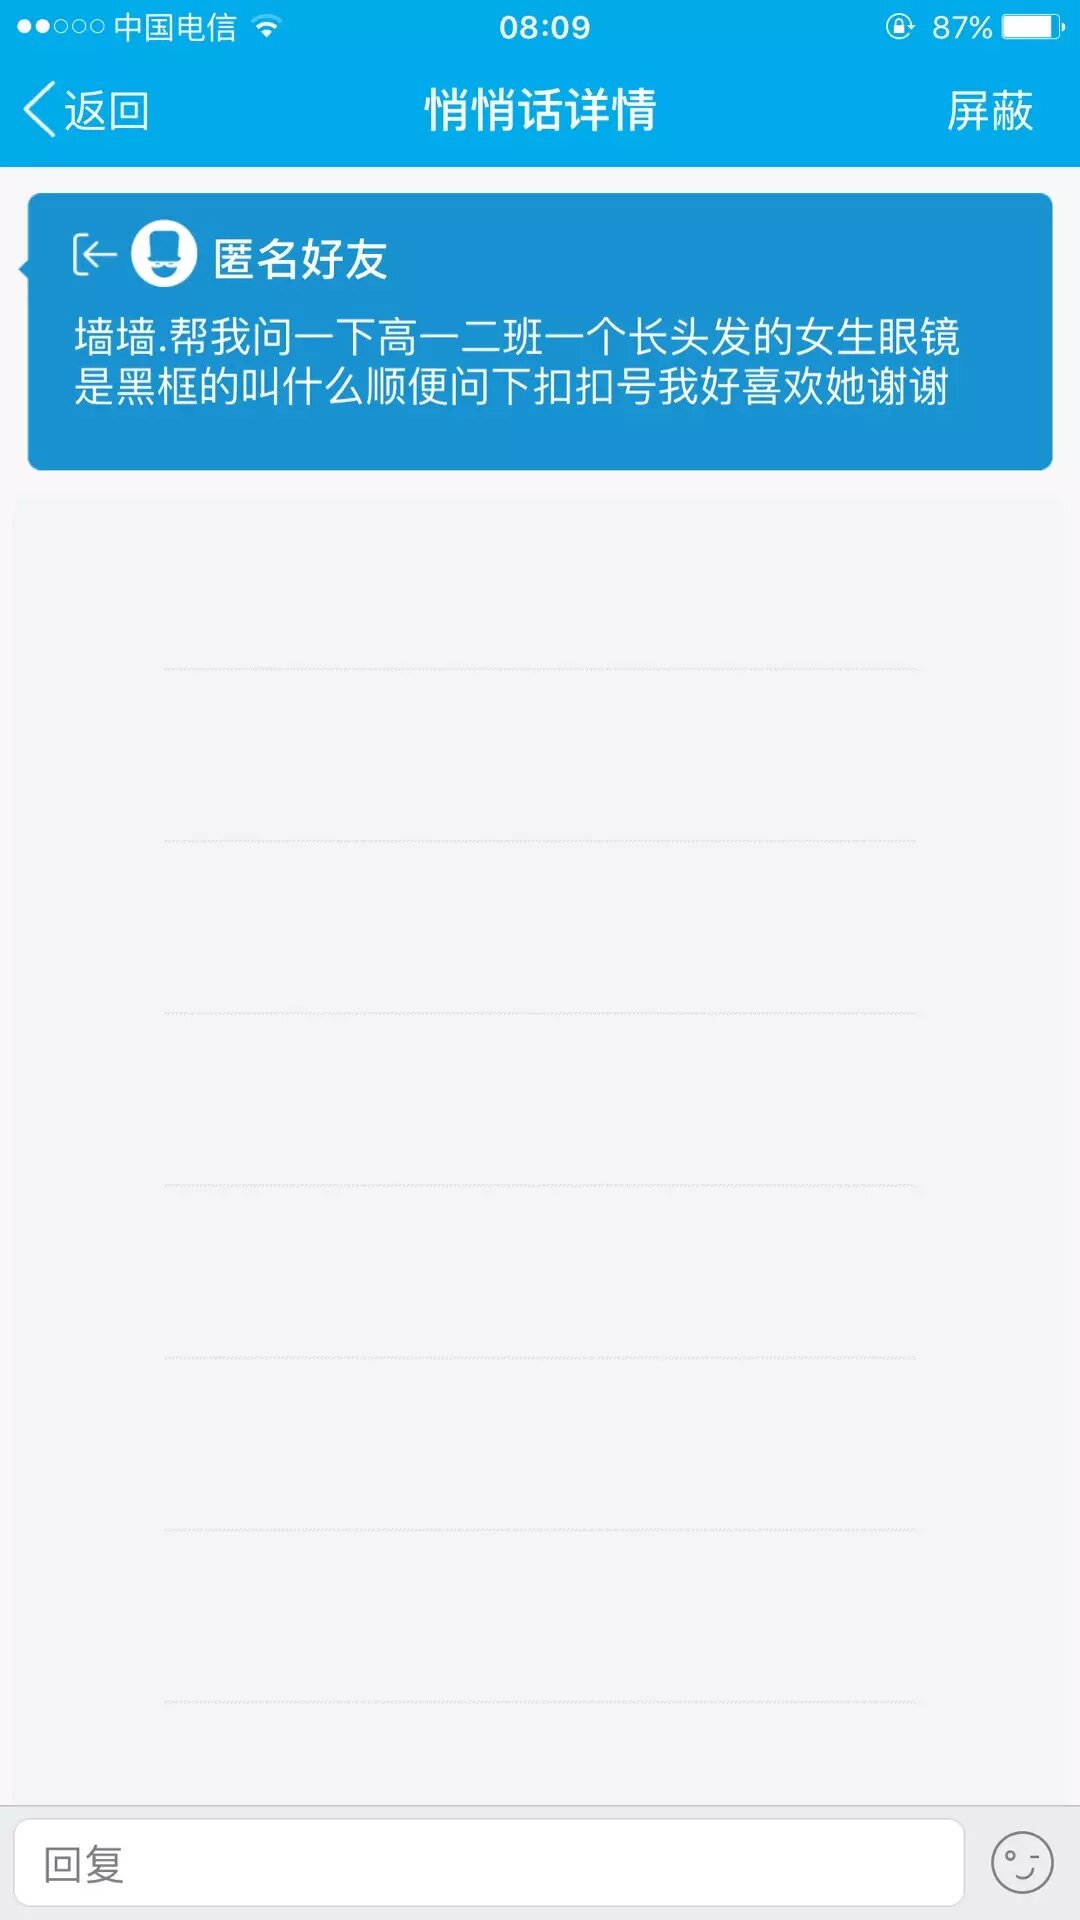 中国电信
08:09
87%
返回
悄悄话详情
屏蔽
匿名好友
墙墙.帮我问一下高一二班一个长头发的女生眼镜
是黑框的叫什么顺便问下扣扣号我好喜欢她谢谢
回复